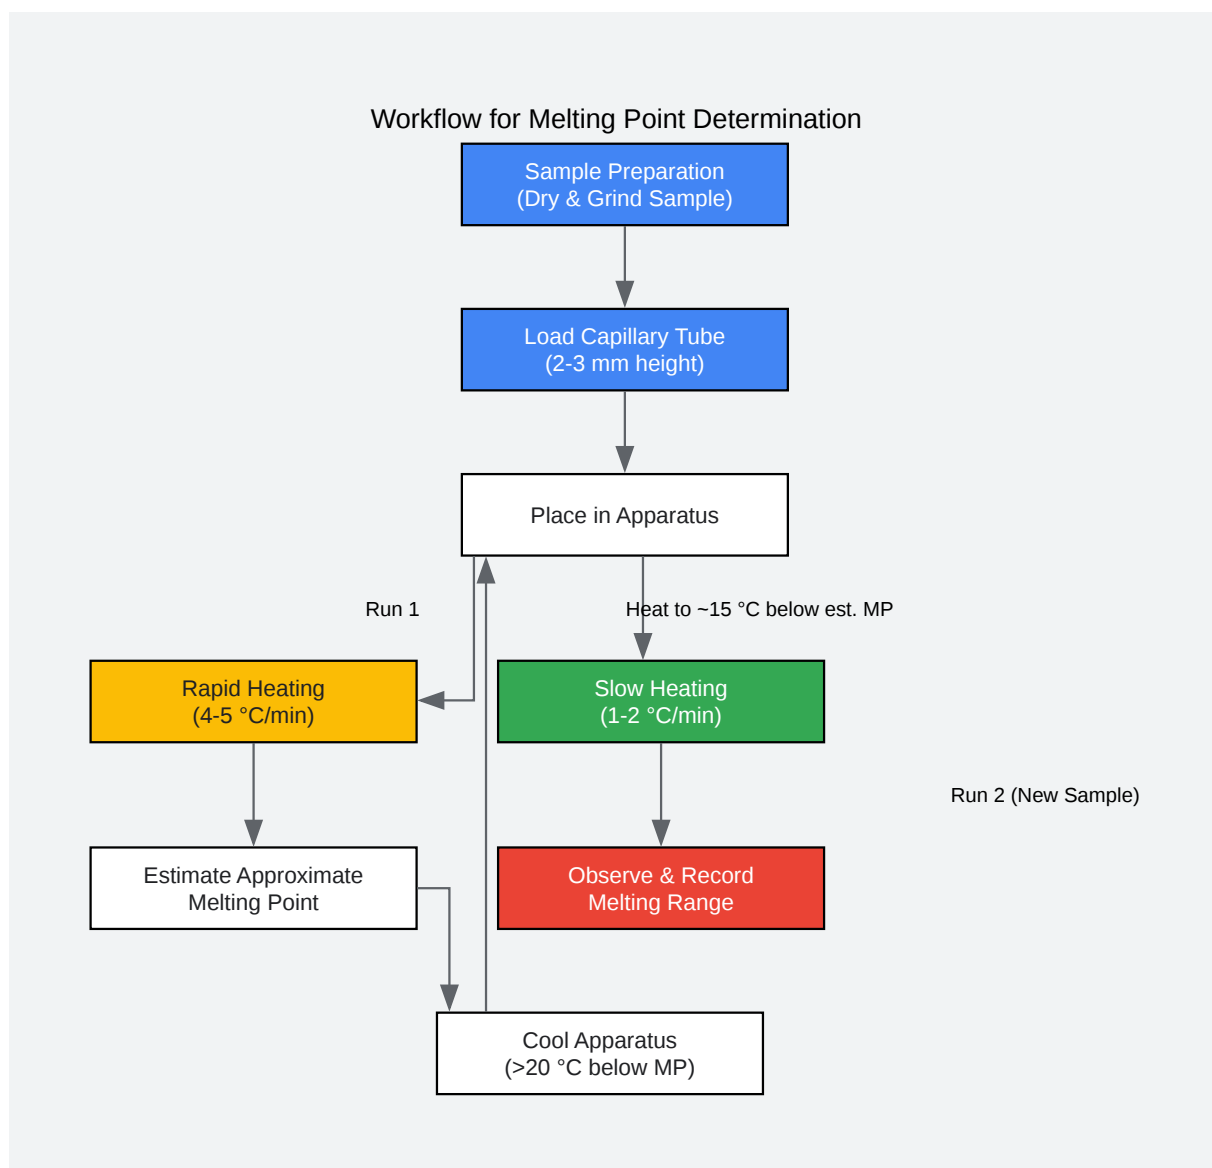 Workflow for Melting Point Determination
Sample Preparation
(Dry & Grind Sample)
Load Capillary Tube
(2-3 mm height)
Place in Apparatus
Run 1
Heat to ~15 °C below est. MP
Rapid Heating
(4-5 °C/min)
Slow Heating
(1-2 °C/min)
Run 2 (New Sample)
Estimate Approximate
Melting Point
Observe & Record
Melting Range
Cool Apparatus
(>20 °C below MP)